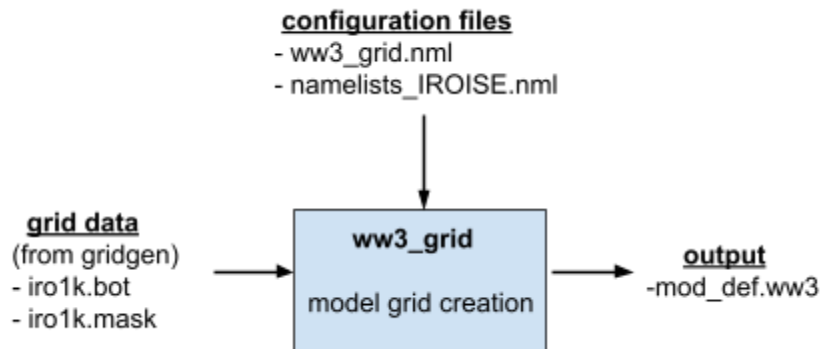 configuration files
- ww3_grid.nml
- namelists_IROISE.nml
grid data
(from gridgen)
- iro1k.bot
- iro1k.mask
ww3_grid
model grid creation
output
-mod_def.ww3